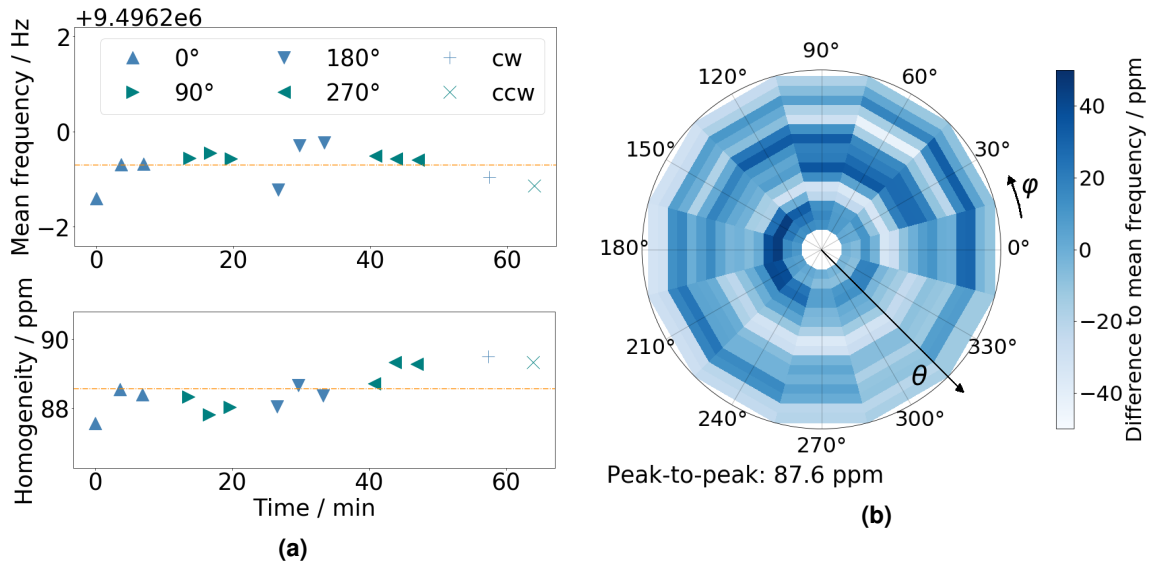 +9.4962e6
Mean frequency / Hz
2
0
−2
0° 180° cw
90° 270° ccw
0 20 40 60
Homogeneity / ppm
90
88
0 20 40 60
Time / min
(a)
90°
120° 60°
150° 30°
φ
180° 0°
210° 330°
θ
240° 300°
270°
Peak-to-peak: 87.6 ppm
40
20
0
−20
−40
Difference to mean frequency / ppm
(b)